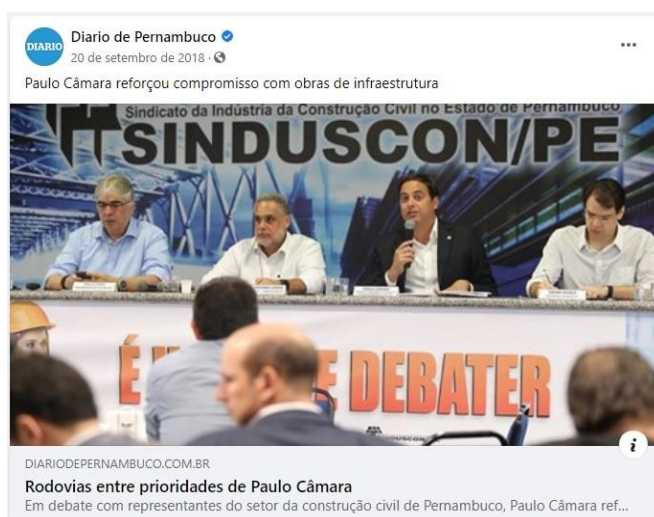 DIARIO
Diario de Pernambuco
20 de setembro de 2018 ·
Paulo Câmara reforçou compromisso com obras de infraestrutura
Sindicato da Indústria da Construção Civil no Estado de Pernambuco
SINDUSCON/PE
É DEBATER
DIARIODEPERNAMBUCO.COM.BR
Rodovias entre prioridades de Paulo Câmara
Em debate com representantes do setor da construção civil de Pernambuco, Paulo Câmara ref...